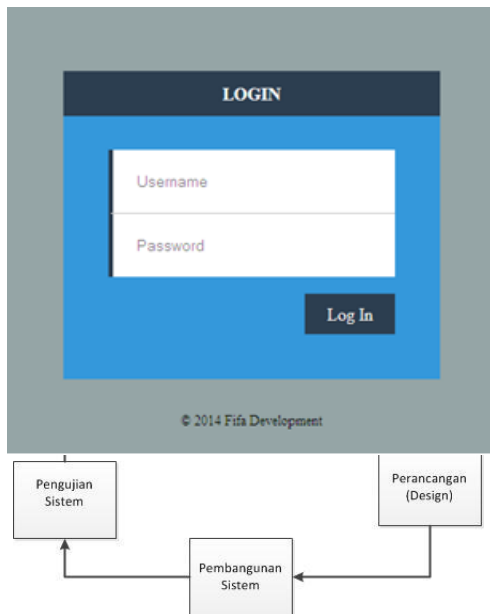 LOGIN
Username
Password
Log In
© 2014 Fifa Development
Pengujian
Sistem
Perancangan
(Design)
Pembangunan
Sistem